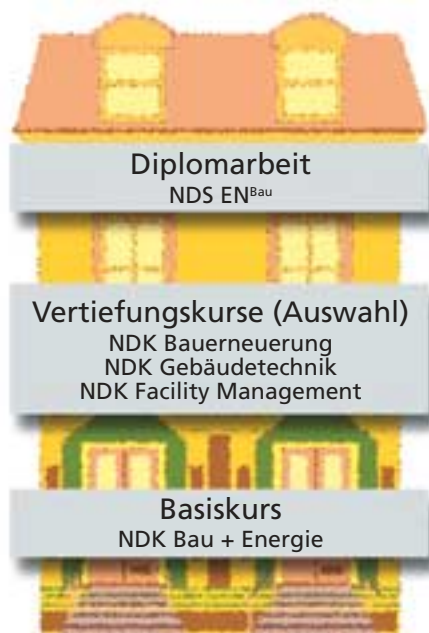 Diplomarbeit
NDS EN^Bau
Vertiefungskurse (Auswahl)
NDK Bauerneuerung
NDK Gebäudetechnik
NDK Facility Management
Basiskurs
NDK Bau + Energie